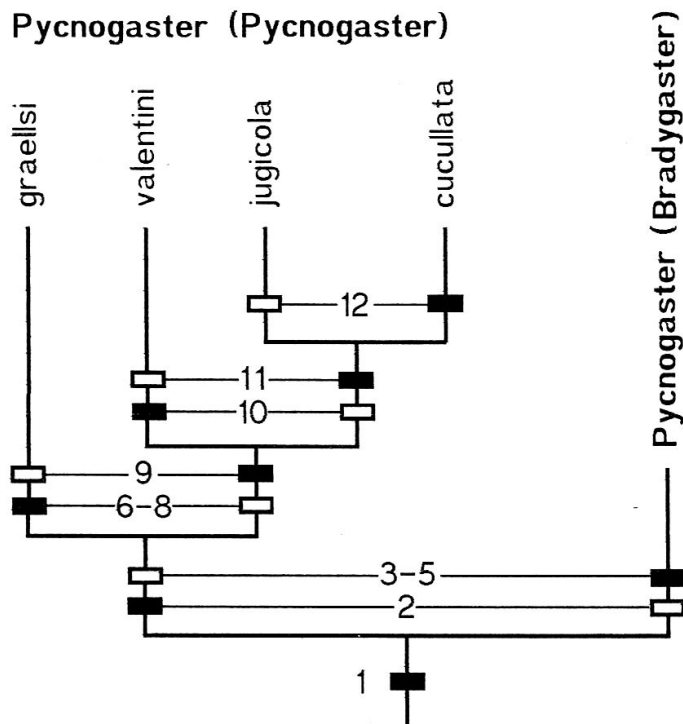 Pycnogaster (Pycnogaster)
graellsi
valentini
jugicola
cucullata
Pycnogaster (Bradygaster)
12
11
10
9
6-8
3-5
2
1